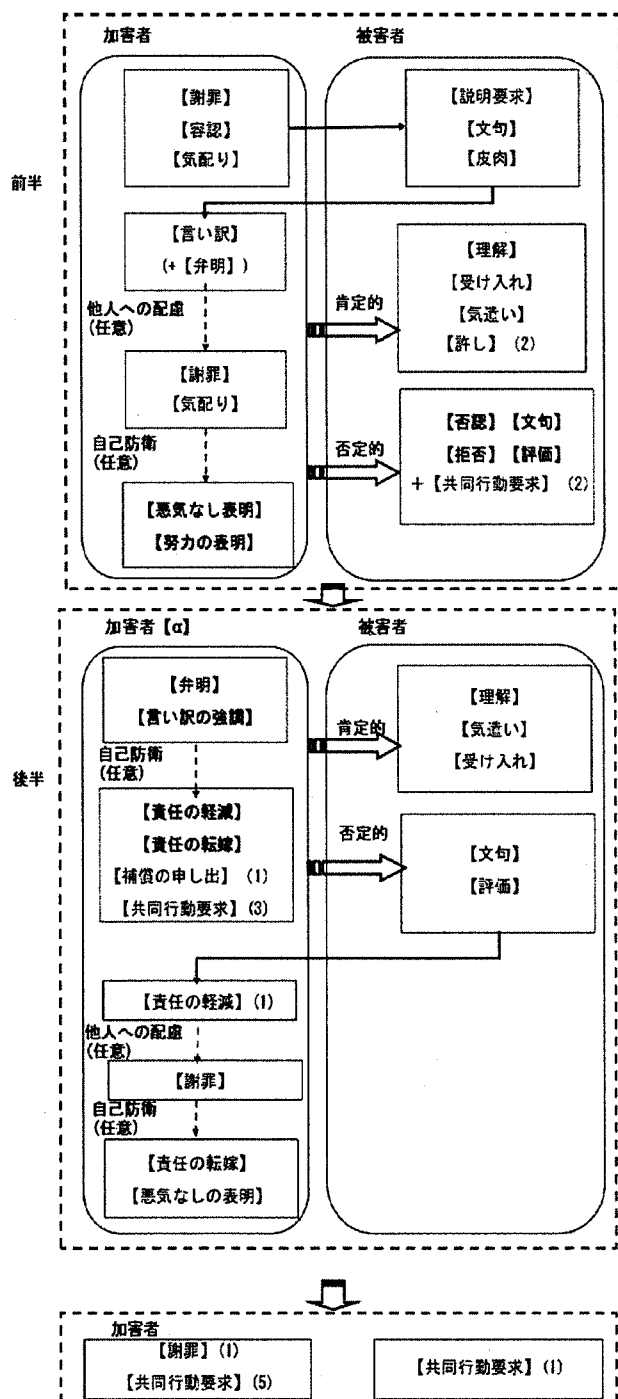 加害者
被害者
前半
【謝罪】
【容認】
【気配り】
【説明要求】
【文句】
【皮肉】
【言い訳】
(+【弁明】)
他人への配慮
(任意)
肯定的
【理解】
【受け入れ】
【気遣い】
【許し】(2)
【謝罪】
【気配り】
自己防衛
(任意)
否定的
【否認】【文句】
【拒否】【評価】
+【共同行動要求】(2)
【悪気なし表明】
【努力の表明】
加害者【α】
被害者
後半
【弁明】
【言い訳の強調】
自己防衛
(任意)
肯定的
【理解】
【気遣い】
【受け入れ】
【責任の軽減】
【責任の転嫁】
【補償の申し出】(1)
【共同行動要求】(3)
否定的
【文句】
【評価】
【責任の軽減】(1)
他人への配慮
(任意)
【謝罪】
自己防衛
(任意)
【責任の転嫁】
【悪気なしの表明】
加害者
【謝罪】(1)
【共同行動要求】(5)
【共同行動要求】(1)